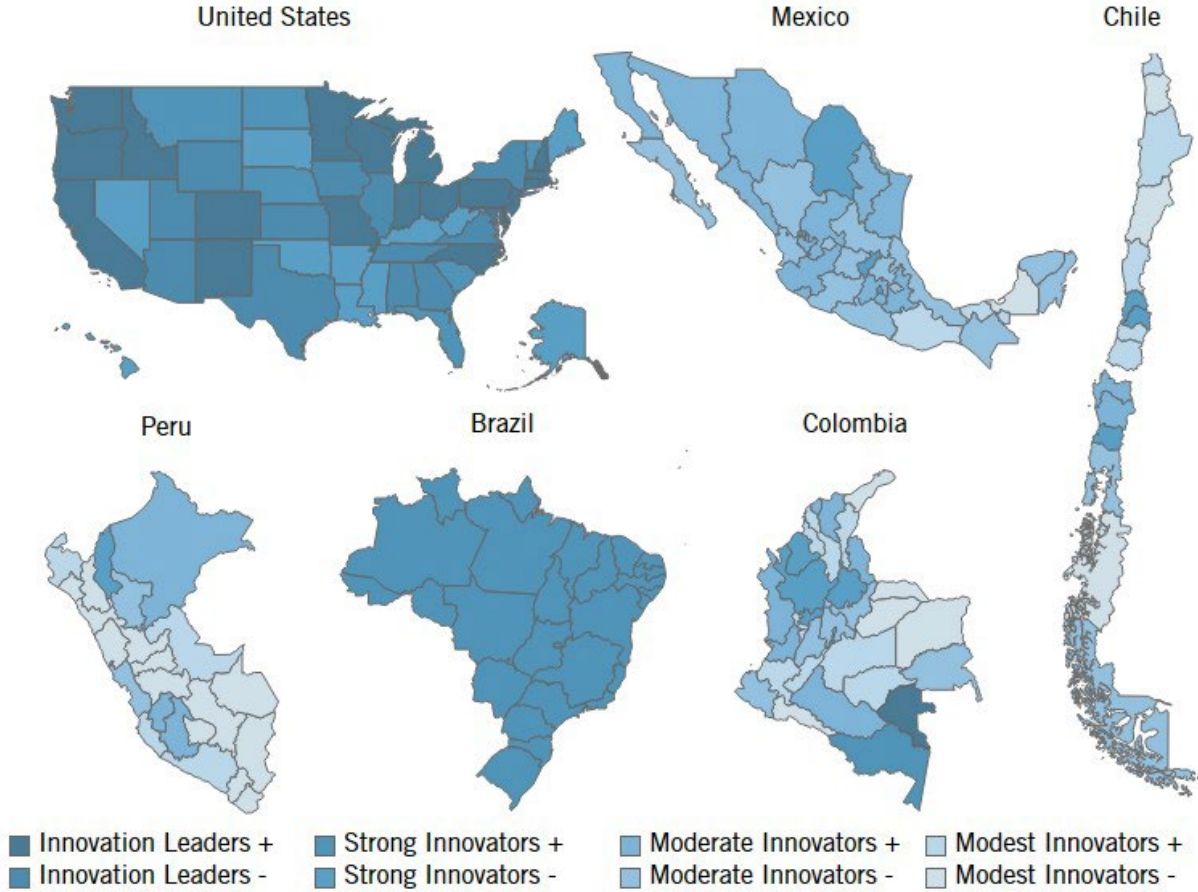 United States
Mexico
Chile
Peru
Brazil
Colombia
Innovation Leaders +
Strong Innovators +
Moderate Innovators +
Modest Innovators +
Innovation Leaders -
Strong Innovators -
Moderate Innovators -
Modest Innovators -